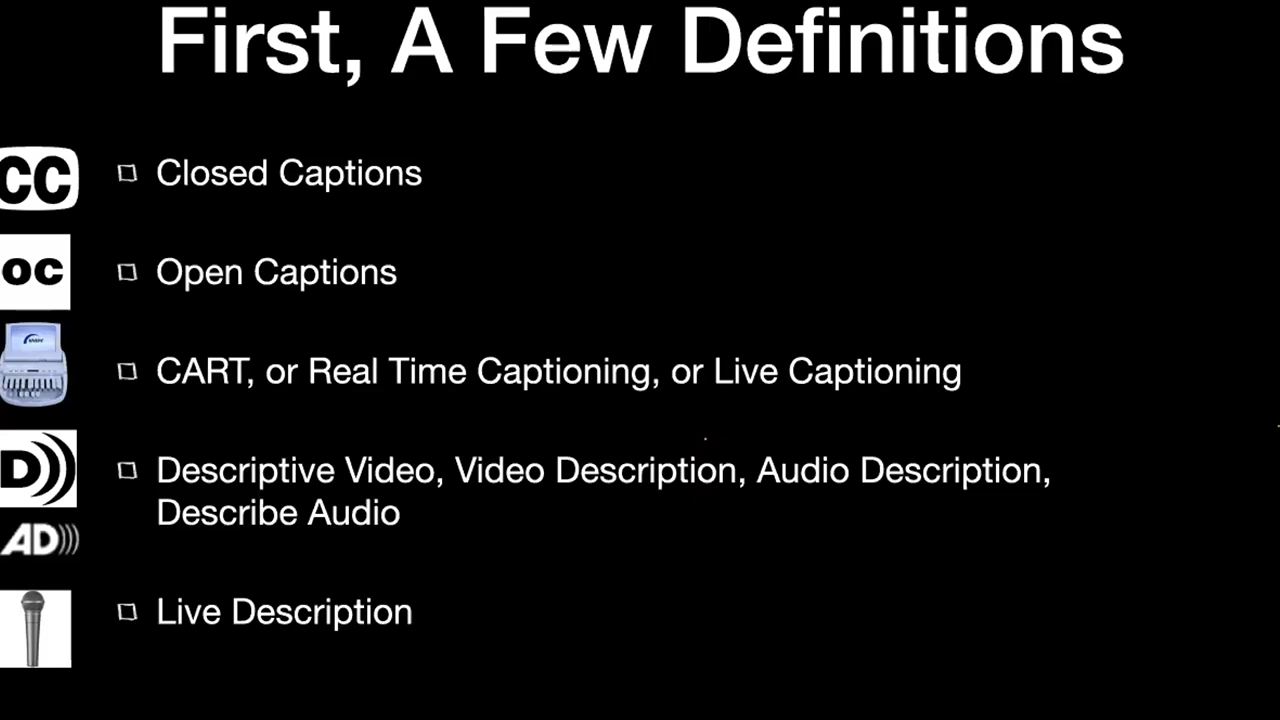 First, A Few Definitions
CC
Closed Captions
OC
Open Captions
CART, or Real Time Captioning, or Live Captioning
D
Descriptive Video, Video Description, Audio Description,
Describe Audio
AD
Live Description